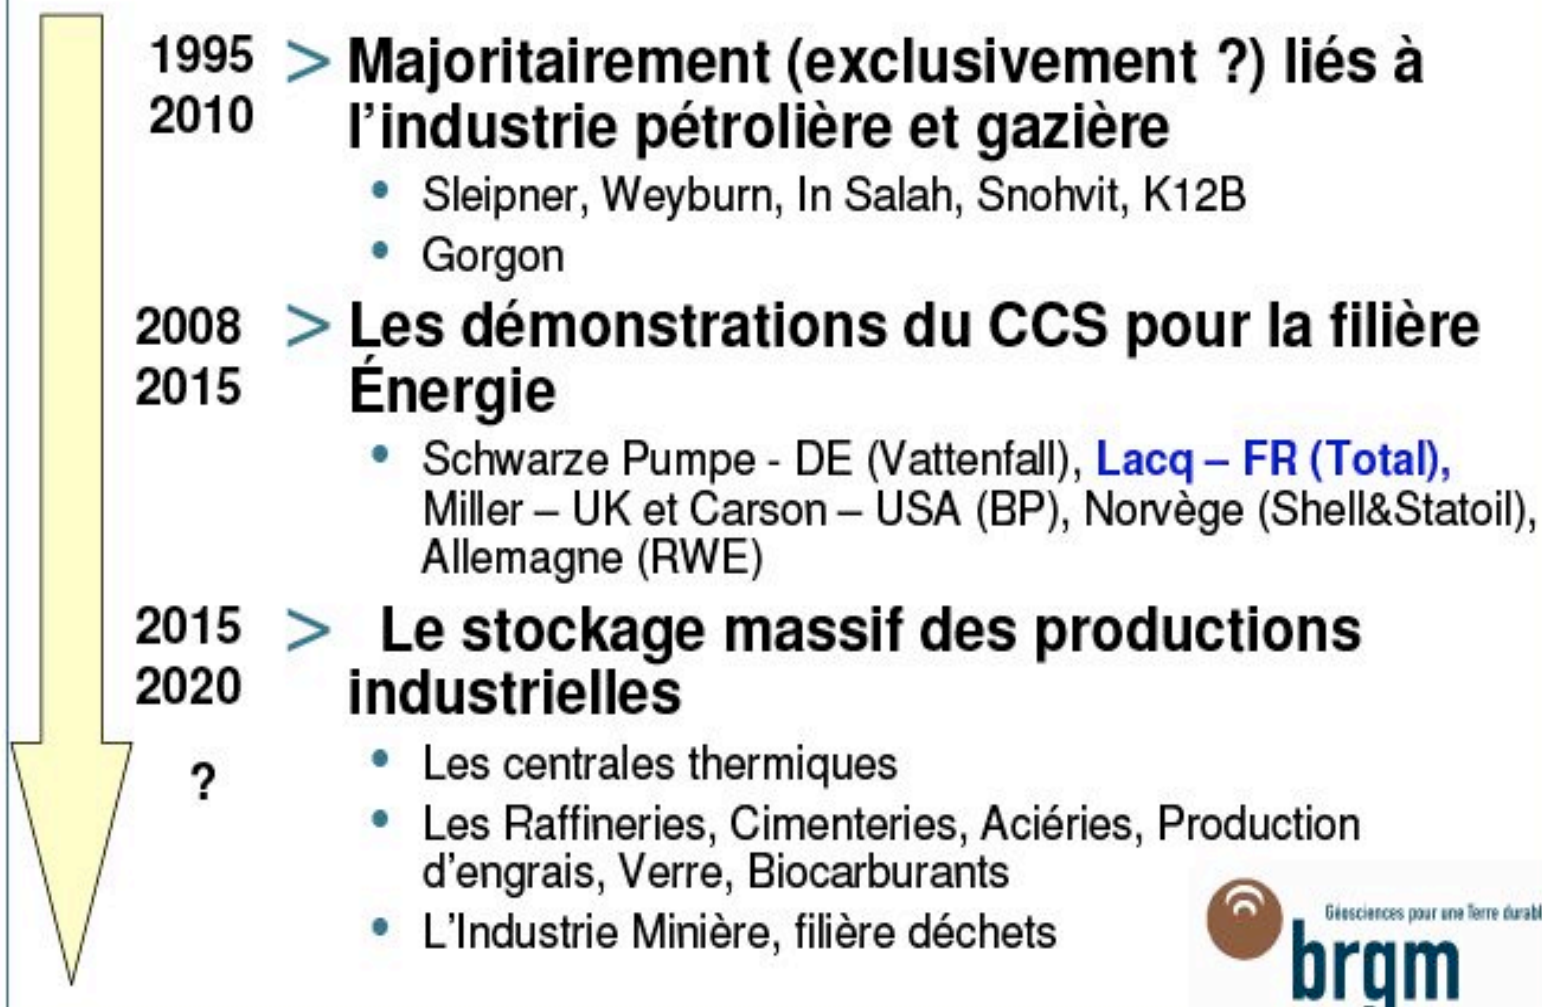 1995 > Majoritairement (exclusivement ?) liés à
2010 l'industrie pétrolière et gazière
• Sleipner, Weyburn, In Salah, Snohvit, K12B
• Gorgon
2008 > Les démonstrations du CCS pour la filière
2015 Énergie
• Schwarze Pumpe - DE (Vattenfall), Lacq – FR (Total),
Miller – UK et Carson – USA (BP), Norvège (Shell&Statoil),
Allemagne (RWE)
2015 > Le stockage massif des productions
2020 industrielles
? • Les centrales thermiques
• Les Raffineries, Cimenteries, Aciéries, Production
d'engrais, Verre, Biocarburants
• L'Industrie Minière, filière déchets
Géosciences pour une Terre durabl
brgm